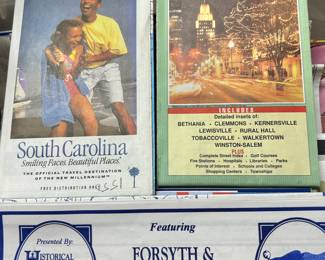 South Carolina
Smiling Faces. Beautiful Places.
THE OFFICIAL TRAVEL DESTINATION
OF THE NEW MILLENNIUM
FREE DISTRIBUTION ONLY
INCLUDES
Detailed insets of:
BETHANIA • CLEMMONS • KERNERSVILLE
LEWISVILLE • RURAL HALL
TOBACCOVILLE • WALKERTOWN
WINSTON-SALEM
PLUS
Complete Street Index • Golf Courses
Fire Stations • Hospitals • Libraries • Parks
Points of Interest • Schools and Colleges
Shopping Centers • Townships
Featuring
Presented By:
HISTORICAL
FORSYTH &